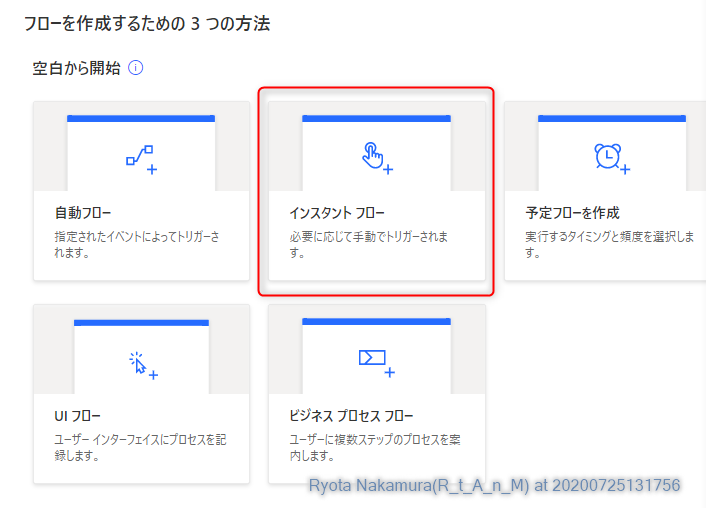 フローを作成するための 3 つの方法
空白から開始
自動フロー
指定されたイベントによってトリガーさ
れます。
インスタント フロー
必要に応じて手動でトリガーされま
す。
予定フローを作成
実行するタイミングと頻度を選択しま
す。
UI フロー
ユーザー インターフェイスにプロセスを記
録します。
ビジネス プロセス フロー
ユーザーに複数ステップのプロセスを案
内します。
Ryota Nakamura(R_t_A_n_M) at 20200725131756